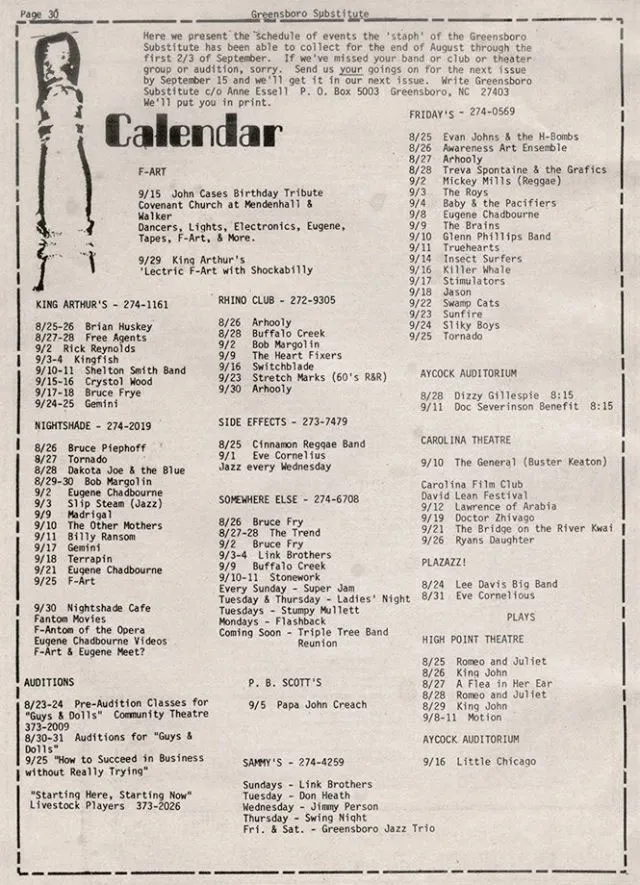 Page 30
Greensboro Substitute
Here we present the schedule of events the 'staph' of the Greensboro
Substitute has been able to collect for the end of August through the
first 2/3 of September. If we've missed your band or club or theater
group or audition, sorry. Send us your goings on for the next issue
by September 15 and we'll get it in our next issue. Write Greensboro
Substitute c/o Anne Essell P. O. Box 5003 Greensboro, NC 27403
We'll put you in print.
Calendar
F-ART
9/15 John Cases Birthday Tribute
Covenant Church at Mendenhall &
Walker
Dancers, Lights, Electronics, Eugene,
Tapes, F-Art, & More.
9/29 King Arthur's
'Lectric F-Art with Shockabilly
KING ARTHUR'S - 274-1161
8/25-26 Brian Huskey
8/27-28 Free Agents
9/2 Rick Reynolds
9/3-4 Kingfish
9/10-11 Shelton Smith Band
9/15-16 Crystol Wood
9/17-18 Bruce Frye
9/24-25 Gemini
NIGHTSHADE - 274-2019
8/26 Bruce Piephoff
8/27 Tornado
8/28 Dakota Joe & the Blue
8/29-30 Bob Margolin
9/2 Eugene Chadbourne
9/3 Slip Steam (Jazz)
9/9 Madrigal
9/10 The Other Mothers
9/11 Billy Ransom
9/17 Gemini
9/18 Terrapin
9/21 Eugene Chadbourne
9/25 F-Art
9/30 Nightshade Cafe
Fantom Movies
F-Antom of the Opera
Eugene Chadbourne Videos
F-Art & Eugene Meet?
AUDITIONS
8/23-24 Pre-Audition Classes for
"Guys & Dolls" Community Theatre
373-2009
8/30-31 Auditions for "Guys &
Dolls"
9/25 "How to Succeed in Business
without Really Trying"
"Starting Here, Starting Now"
Livestock Players 373-2026
RHINO CLUB - 272-9305
8/26 Arhooly
8/28 Buffalo Creek
9/2 Bob Margolin
9/9 The Heart Fixers
9/16 Switchblade
9/23 Stretch Marks (60's R&R)
9/30 Arhooly
SIDE EFFECTS - 273-7479
8/25 Cinnamon Reggae Band
9/1 Eve Cornelius
Jazz every Wednesday
SOMEWHERE ELSE - 274-6708
8/26 Bruce Fry
8/27-28 The Trend
9/2 Bruce Fry
9/3-4 Link Brothers
9/9 Buffalo Creek
9/10-11 Stonework
Every Sunday - Super Jam
Tuesday & Thursday - Ladies' Night
Tuesdays - Stumpy Mullett
Mondays - Flashback
Coming Soon - Triple Tree Band
Reunion
P. B. SCOTT'S
9/5 Papa John Creach
SAMMY'S - 274-4259
Sundays - Link Brothers
Tuesday - Don Heath
Wednesday - Jimmy Person
Thursday - Swing Night
Fri. & Sat. - Greensboro Jazz Trio
FRIDAY'S - 274-0569
8/25 Evan Johns & the H-Bombs
8/26 Awareness Art Ensemble
8/27 Arhooly
8/28 Treva Spontaine & the Grafics
9/2 Mickey Mills (Reggae)
9/3 The Roys
9/4 Baby & the Pacifiers
9/8 Eugene Chadbourne
9/9 The Brains
9/10 Glenn Phillips Band
9/11 Truehearts
9/14 Insect Surfers
9/16 Killer Whale
9/17 Stimulators
9/18 Jason
9/22 Swamp Cats
9/23 Sunfire
9/24 Sliky Boys
9/25 Tornado
AYCOCK AUDITORIUM
8/28 Dizzy Gillespie 8:15
9/11 Doc Severinson Benefit 8:15
CAROLINA THEATRE
9/10 The General (Buster Keaton)
Carolina Film Club
David Lean Festival
9/12 Lawrence of Arabia
9/19 Doctor Zhivago
9/21 The Bridge on the River Kwai
9/26 Ryans Daughter
PLAZAZZ!
8/24 Lee Davis Big Band
8/31 Eve Cornelious
PLAYS
HIGH POINT THEATRE
8/25 Romeo and Juliet
8/26 King John
8/27 A Flea in Her Ear
8/28 Romeo and Juliet
8/29 King John
9/8-11 Motion
AYCOCK AUDITORIUM
9/16 Little Chicago